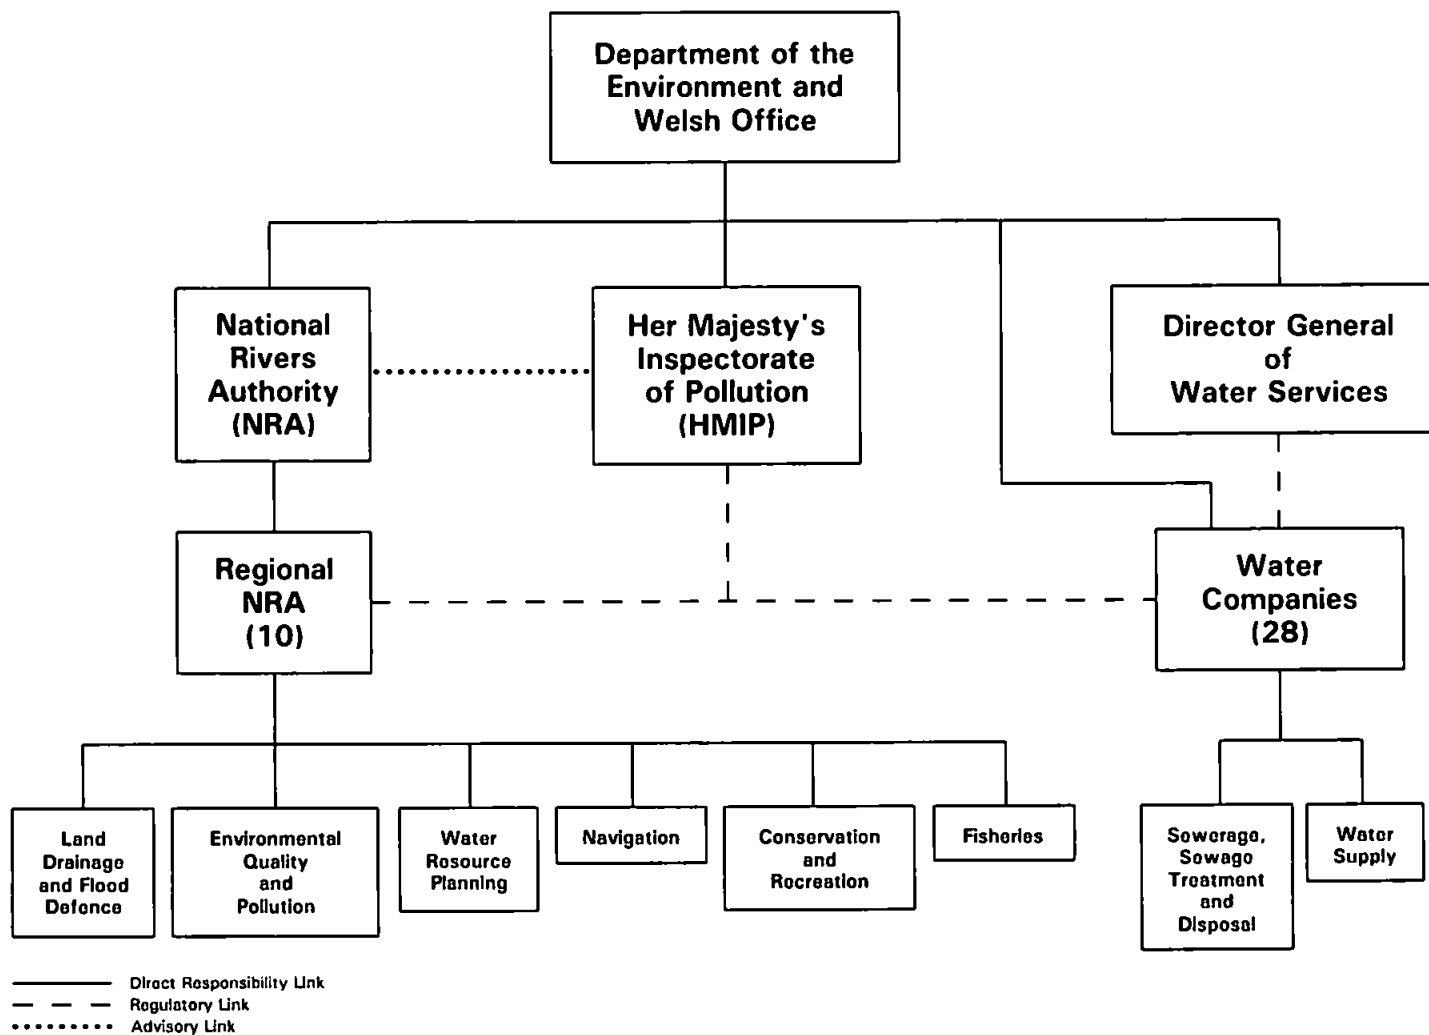 Department of the
Environment and
Welsh Office
National
Rivers
Authority
(NRA)
Her Majesty's
Inspectorate
of Pollution
(HMIP)
Director General
of
Water Services
Regional
NRA
(10)
Water
Companies
(28)
Land
Drainage
and Flood
Defence
Environmental
Quality
and
Pollution
Water
Resource
Planning
Navigation
Conservation
and
Recreation
Fisheries
Sewerage,
Sewage
Treatment
and
Disposal
Water
Supply
Direct Responsibility Link
Regulatory Link
Advisory Link